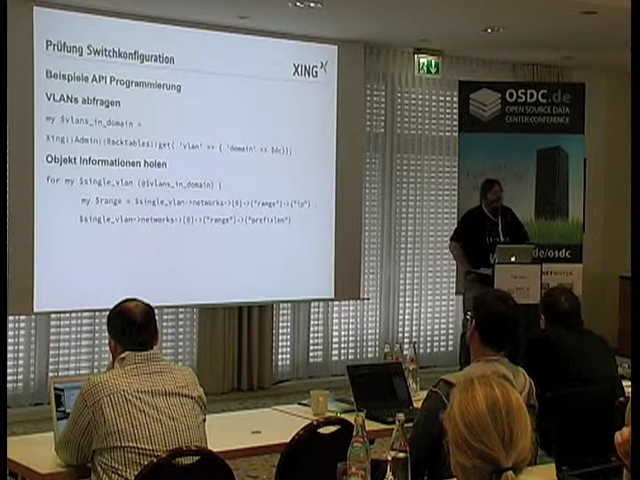 Prüfung Switchkonfiguration
XING
Beispiele API Programmierung
VLANs abfragen
my $vlans_in_domain =
Xing::Admin::Racktables::get( 'vlan' => { 'domain' => $dc});
Objekt Informationen holen
for my $single_vlan (@$vlans_in_domain) {
my $range = $single_vlan->networks->[0]->{"range"}->{"ip"} .
$single_vlan->networks->[0]->{"range"}->{"prefixlen"}
OSDC.de
OPEN SOURCE DATA
CENTER CONFERENCE
de/osdc